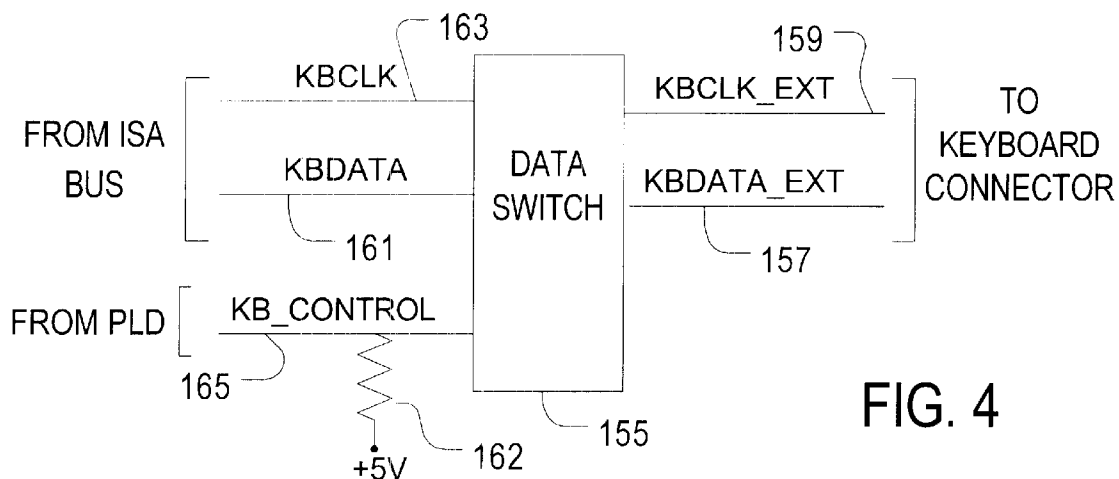 163
159
KBCLK
KBCLK_EXT
FROM ISA
BUS
TO
KEYBOARD
CONNECTOR
KBDATA
DATA
SWITCH
KBDATA_EXT
161
157
FROM PLD
KB_CONTROL
165
162
+5V
155
FIG. 4